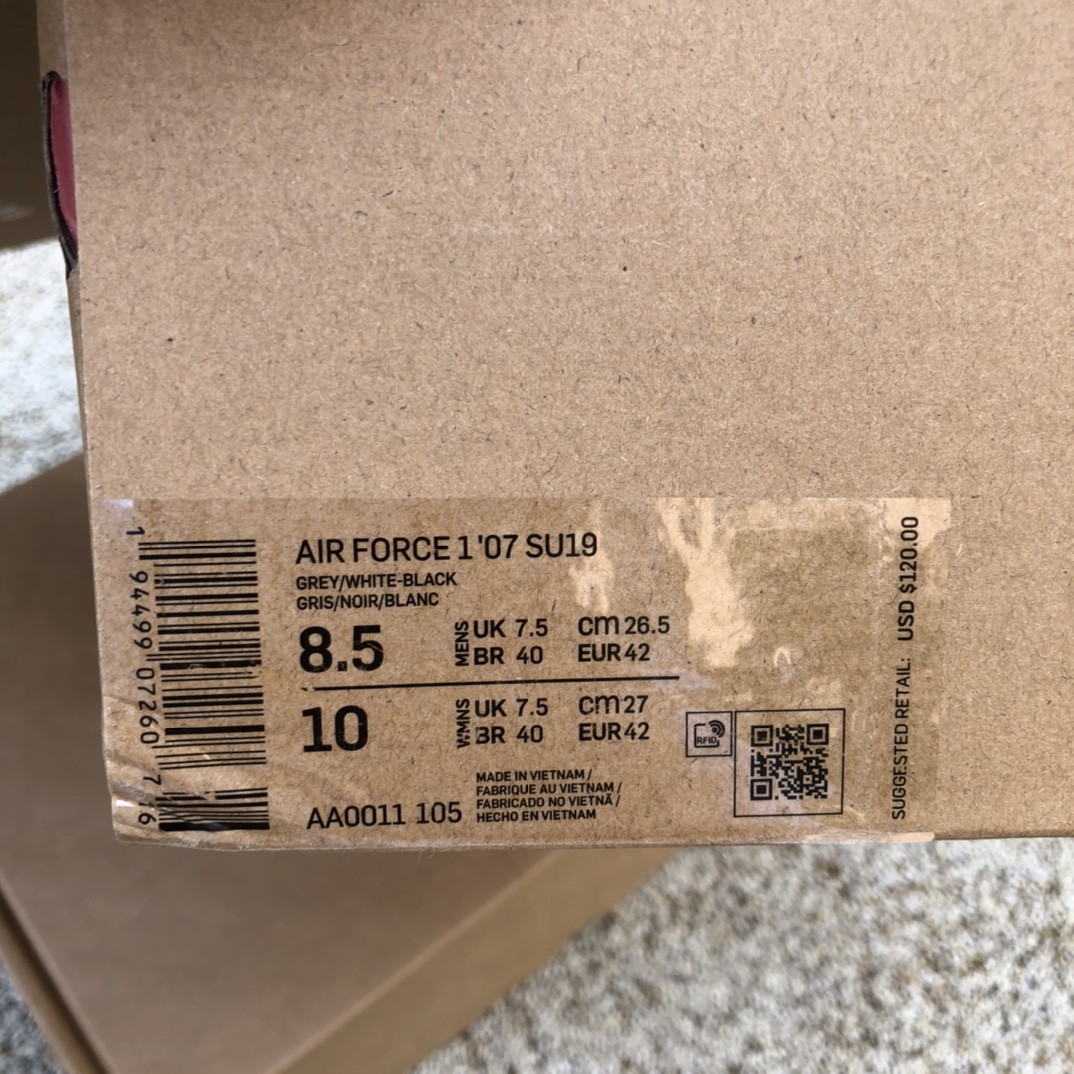 AIR FORCE 1 '07 SU19
GREY/WHITE-BLACK
GRIS/NOIR/BLANC
8.5
MENS
UK 7.5 cm 26.5
BR 40 EUR 42
10
WMNS
UK 7.5 cm 27
BR 40 EUR 42
AA0011 105
MADE IN VIETNAM /
FABRIQUE AU VIETNAM /
FABRICADO NO VIETNÃ /
HECHO EN VIETNAM
RFID
SUGGESTED RETAIL: USD $120.00
1 94499 07260 7 6